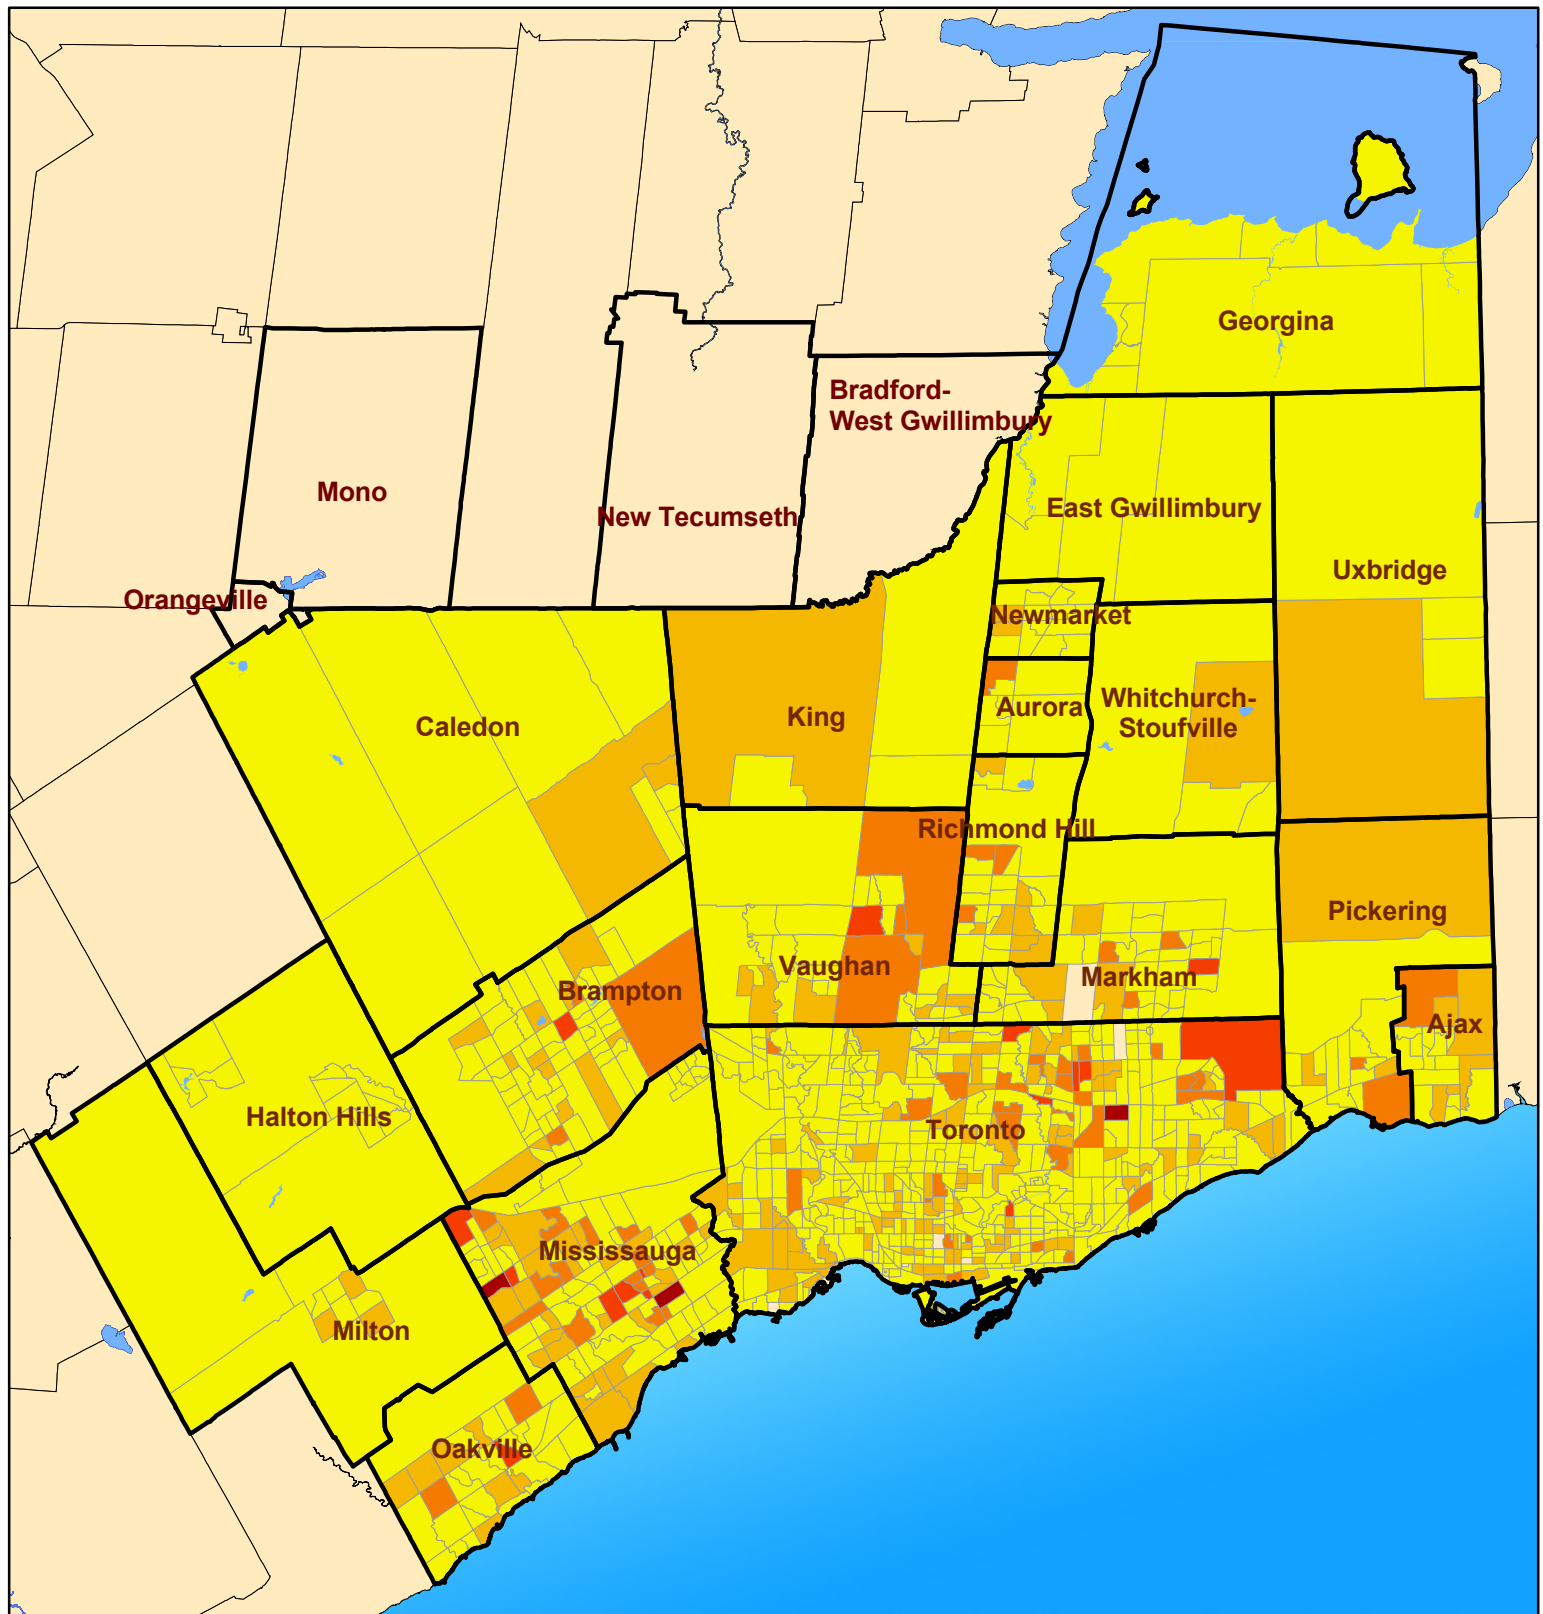 Georgina
Bradford-
West Gwillimbury
Mono
New Tecumseth
East Gwillimbury
Uxbridge
Orangeville
Newmarket
Caledon
King
Aurora
Whitchurch-
Stoufville
Richmond Hill
Pickering
Vaughan
Markham
Brampton
Ajax
Halton Hills
Toronto
Mississauga
Milton
Oakville